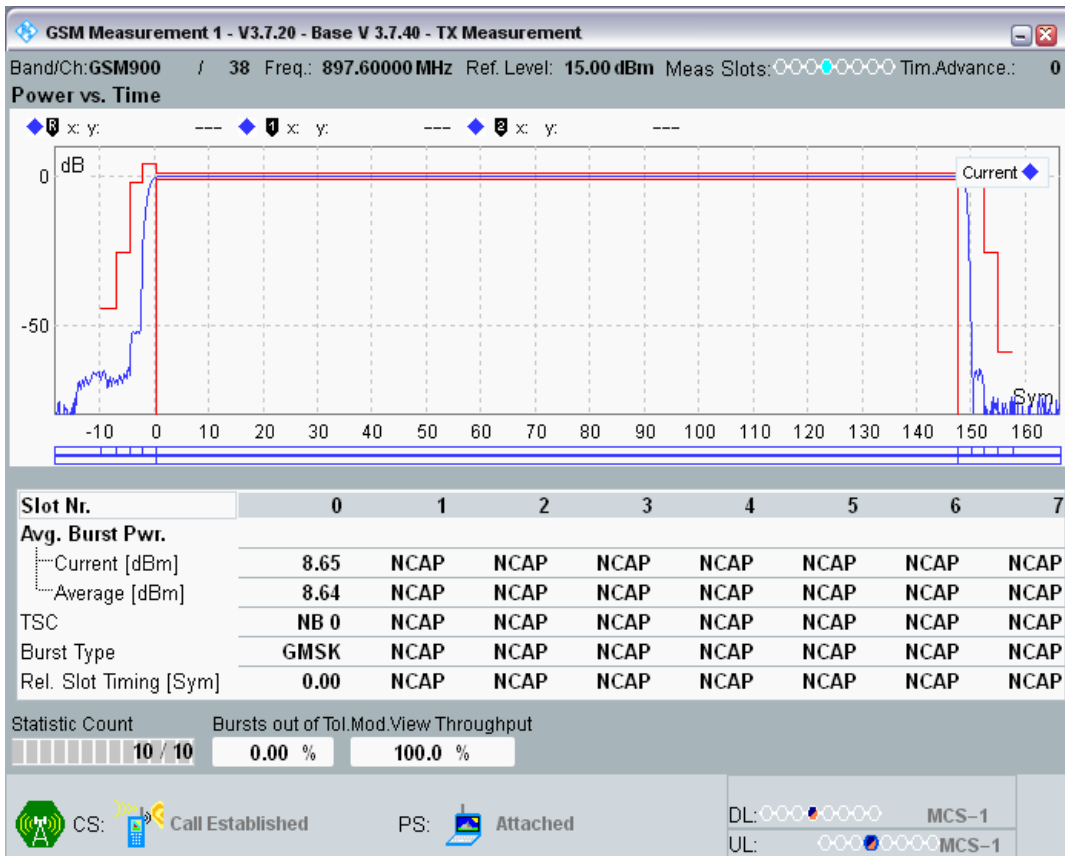 GSM Measurement 1 - V3.7.20 - Base V 3.7.40 - TX Measurement
Band/Ch:GSM900 / 38 Freq.: 897.60000 MHz Ref. Level: 15.00 dBm Meas Slots: Tim.Advance.: 0
Power vs. Time
R x: y: --- 1 x: y: --- 2 x: y: ---
dB
Current
0
-50
Sym
-10 0 10 20 30 40 50 60 70 80 90 100 110 120 130 140 150 160
Slot Nr. 0 1 2 3 4 5 6 7
Avg. Burst Pwr.
Current [dBm] 8.65 NCAP NCAP NCAP NCAP NCAP NCAP NCAP
Average [dBm] 8.64 NCAP NCAP NCAP NCAP NCAP NCAP NCAP
TSC NB 0 NCAP NCAP NCAP NCAP NCAP NCAP NCAP
Burst Type GMSK NCAP NCAP NCAP NCAP NCAP NCAP NCAP
Rel. Slot Timing [Sym] 0.00 NCAP NCAP NCAP NCAP NCAP NCAP NCAP
Statistic Count Bursts out of Tol.Mod.View Throughput
10 / 10 0.00 % 100.0 %
CS: Call Established PS: Attached
DL: MCS-1
UL: MCS-1